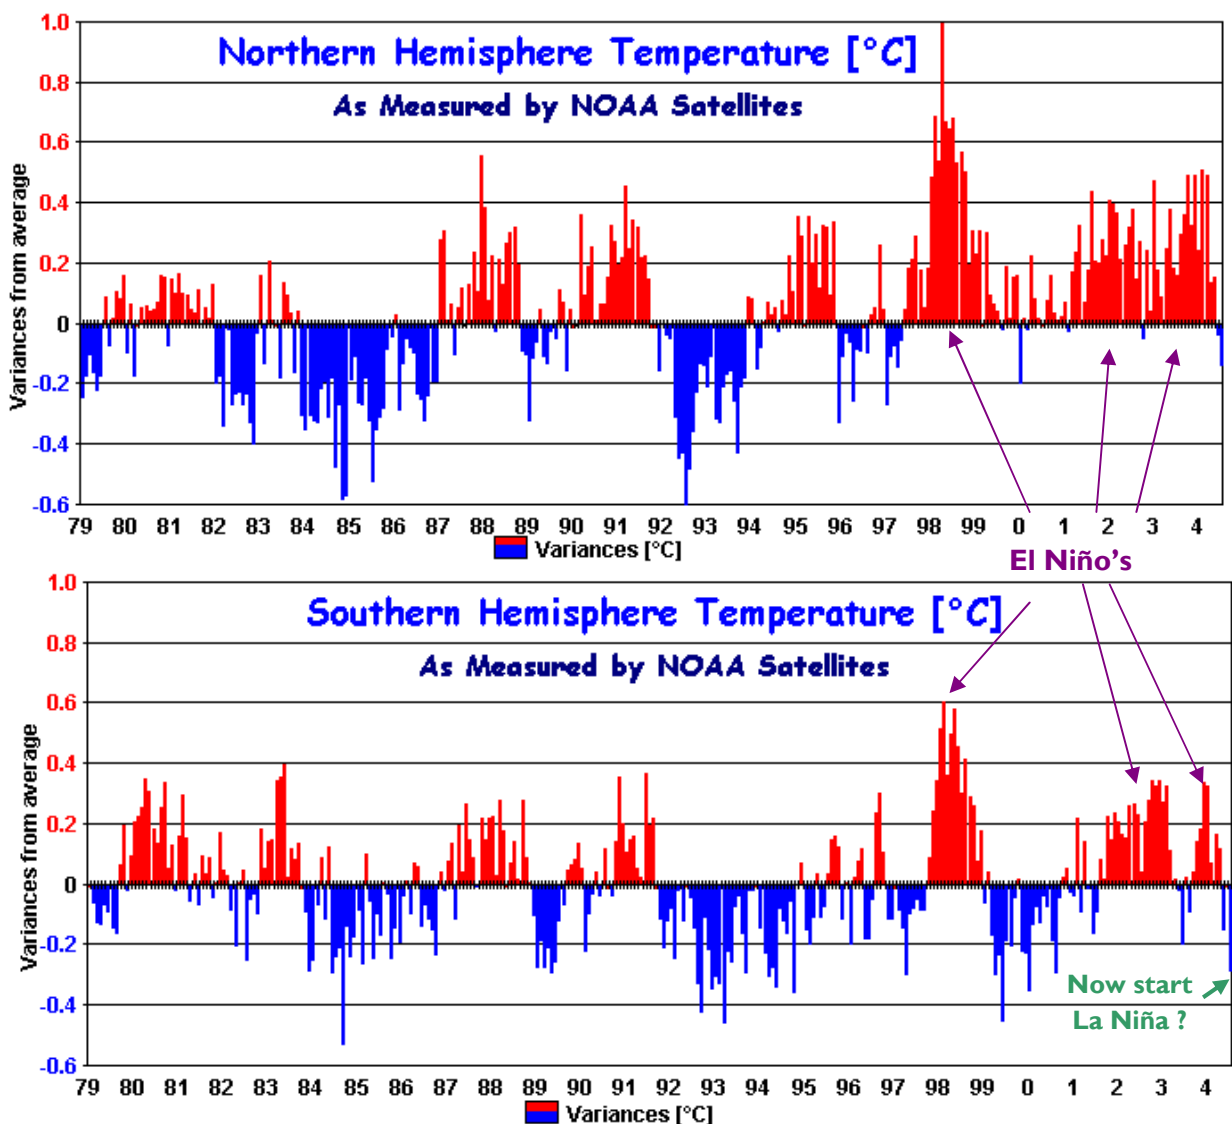 Northern Hemisphere Temperature [°C]
As Measured by NOAA Satellites
Variances from average
1.0
0.8
0.6
0.4
0.2
0
-0.2
-0.4
-0.6
79 80 81 82 83 84 85 86 87 88 89 90 91 92 93 94 95 96 97 98 99 0 1 2 3 4
Variances [°C]
El Niño's
Southern Hemisphere Temperature [°C]
As Measured by NOAA Satellites
Variances from average
1.0
0.8
0.6
0.4
0.2
0
-0.2
-0.4
-0.6
Now start
La Niña ?
79 80 81 82 83 84 85 86 87 88 89 90 91 92 93 94 95 96 97 98 99 0 1 2 3 4
Variances [°C]